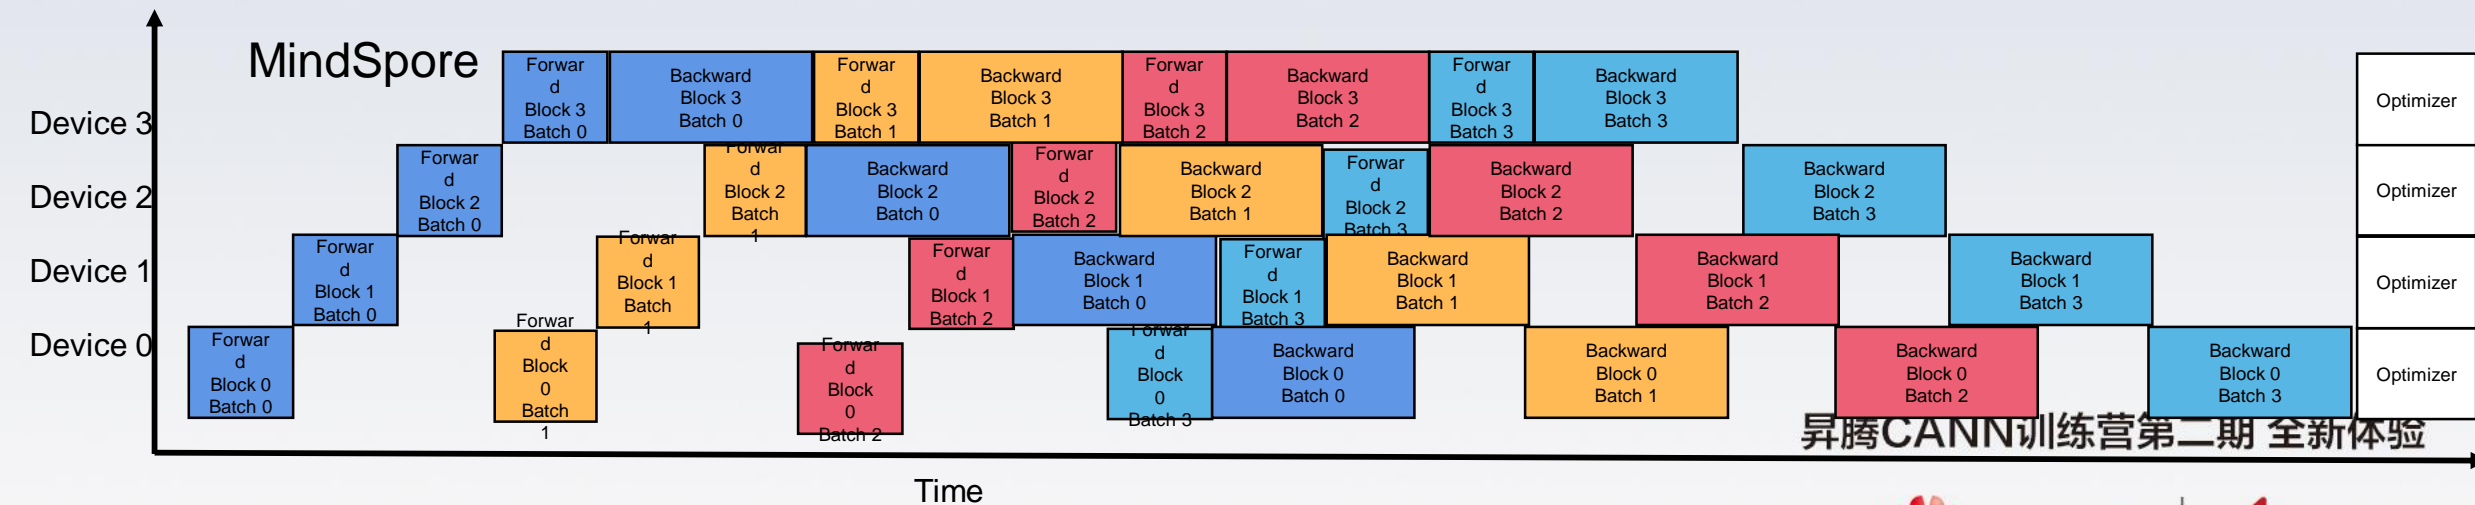 MindSpore
Device 3
Forwar
d
Block 3
Batch 0
Backward
Block 3
Batch 0
Forwar
d
Block 3
Batch 1
Backward
Block 3
Batch 1
Forwar
d
Block 3
Batch 2
Backward
Block 3
Batch 2
Forwar
d
Block 3
Batch 3
Backward
Block 3
Batch 3
Optimizer
Device 2
Forwar
d
Block 2
Batch 0
Forwar
d
Block 2
Batch
1
Backward
Block 2
Batch 0
Forwar
d
Block 2
Batch 2
Backward
Block 2
Batch 1
Forwar
d
Block 2
Batch 3
Backward
Block 2
Batch 2
Backward
Block 2
Batch 3
Optimizer
Device 1
Forwar
d
Block 1
Batch 0
Forwar
d
Block 1
Batch
1
Forwar
d
Block 1
Batch 2
Backward
Block 1
Batch 0
Forwar
d
Block 1
Batch 3
Backward
Block 1
Batch 1
Backward
Block 1
Batch 2
Backward
Block 1
Batch 3
Optimizer
Device 0
Forwar
d
Block 0
Batch 0
Forwar
d
Block
0
Batch
1
Forwar
d
Block
0
Batch 2
Forwar
d
Block
0
Batch 3
Backward
Block 0
Batch 0
Backward
Block 0
Batch 1
Backward
Block 0
Batch 2
Backward
Block 0
Batch 3
Optimizer
昇腾CANN训练营第二期 全新体验
Time